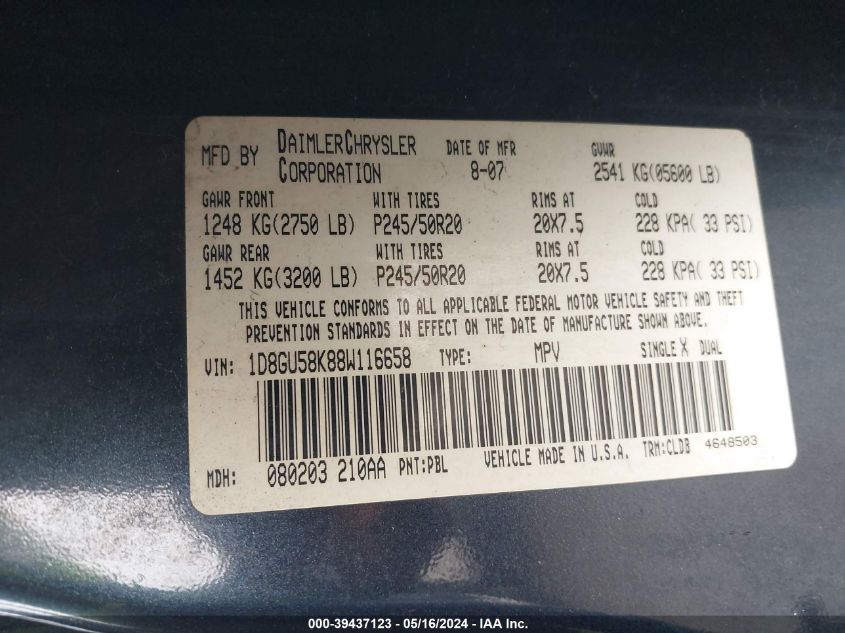 MFD BY DAIMLERCHRYSLER CORPORATION DATE OF MFR 8-07 GVWR 2541 KG(05600 LB)
GAWR FRONT WITH TIRES RIMS AT COLD
1248 KG(2750 LB) P245/50R20 20X7.5 228 KPA( 33 PSI)
GAWR REAR WITH TIRES RIMS AT COLD
1452 KG(3200 LB) P245/50R20 20X7.5 228 KPA( 33 PSI)
THIS VEHICLE CONFORMS TO ALL APPLICABLE FEDERAL MOTOR VEHICLE SAFETY AND THEFT
PREVENTION STANDARDS IN EFFECT ON THE DATE OF MANUFACTURE SHOWN ABOVE.
VIN: 1D8GU58K88W116658 TYPE: MPV SINGLE X DUAL
MDH: 080203 210AA PNT:PBL VEHICLE MADE IN U.S.A. TRM:CLDB 4648503
000-39437123 - 05/16/2024 - IAA Inc.